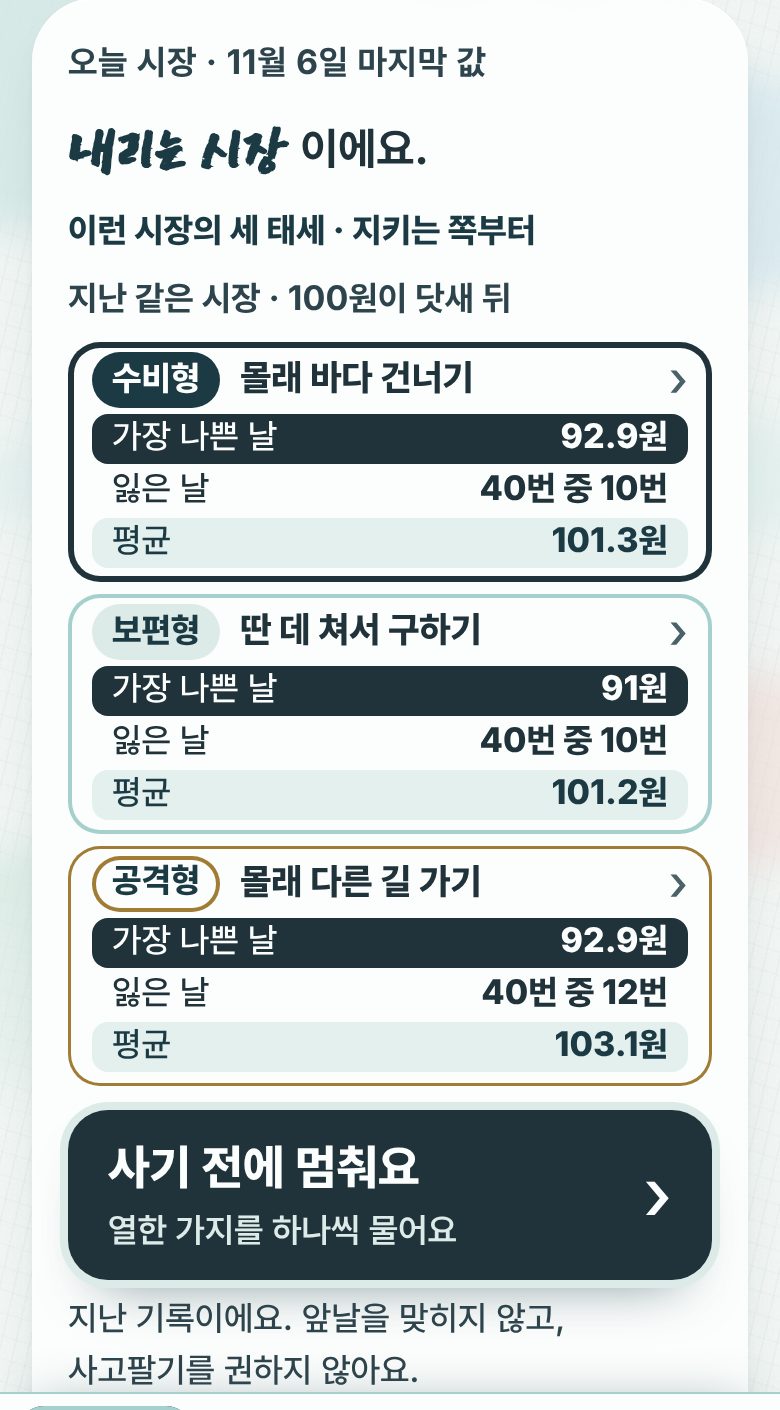 오늘 시장 · 11월 6일 마지막 값
내리는 시장 이에요.
이런 시장의 세 태세 · 지키는 쪽부터
지난 같은 시장 · 100원이 닷새 뒤
수비형 몰래 바다 건너기 ›
가장 나쁜 날 92.9원
잃은 날 40번 중 10번
평균 101.3원
보편형 딴 데 쳐서 구하기 ›
가장 나쁜 날 91원
잃은 날 40번 중 10번
평균 101.2원
공격형 몰래 다른 길 가기 ›
가장 나쁜 날 92.9원
잃은 날 40번 중 12번
평균 103.1원
사기 전에 멈춰요
열한 가지를 하나씩 물어요 ›
지난 기록이에요. 앞날을 맞히지 않고,
사고팔기를 권하지 않아요.